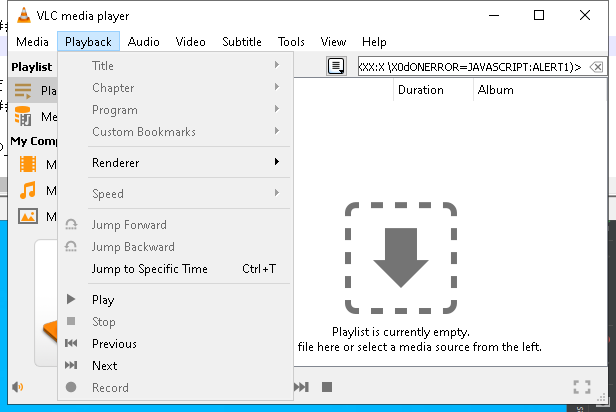 VLC media player
Media Playback Audio Video Subtitle Tools View Help
Playlist
XX:X \X0dONERROR=JAVASCRIPT:ALERT1)>
Duration Album
My Comp
Title
Chapter
Program
Custom Bookmarks
Renderer
Speed
Jump Forward
Jump Backward
Jump to Specific Time Ctrl+T
Play
Stop
Previous
Next
Record
Playlist is currently empty.
file here or select a media source from the left.